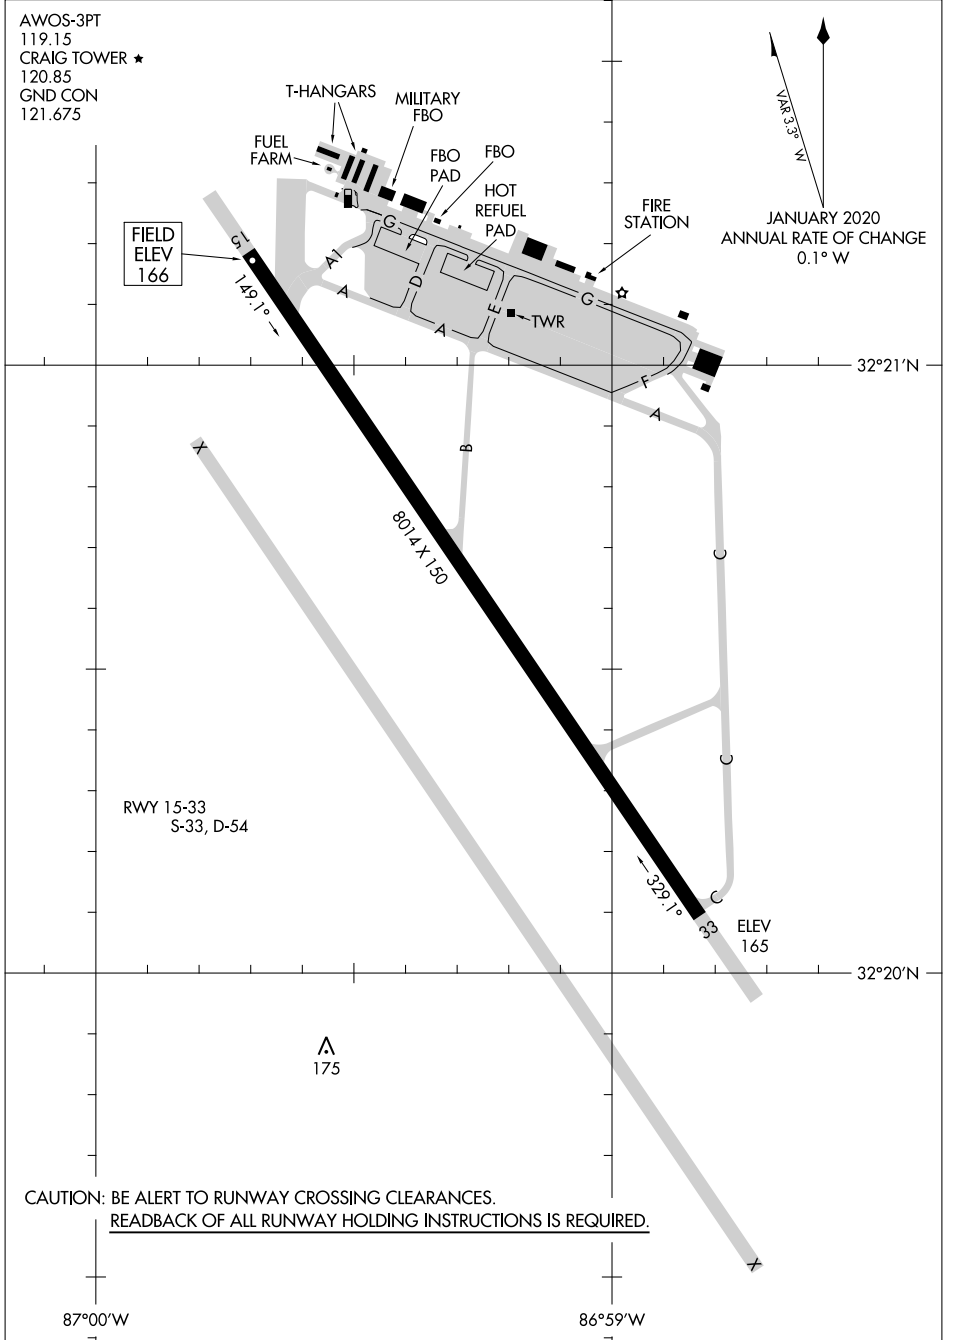 AWOS-3PT
119.15
CRAIG TOWER ★
120.85
GND CON
121.675
T-HANGARS
MILITARY
FBO
FUEL
FARM
FBO
PAD
FBO
HOT
REFUEL
PAD
FIRE
STATION
VAR 3.3° W
JANUARY 2020
ANNUAL RATE OF CHANGE
0.1° W
FIELD
ELEV
166
15
149.1°
A1
G
A
D
A
E
TWR
G
F
A
32°21'N
X
B
8014 X 150
C
C
RWY 15-33
S-33, D-54
329.1°
C
33
ELEV
165
32°20'N
175
CAUTION: BE ALERT TO RUNWAY CROSSING CLEARANCES.
READBACK OF ALL RUNWAY HOLDING INSTRUCTIONS IS REQUIRED.
X
87°00'W
86°59'W